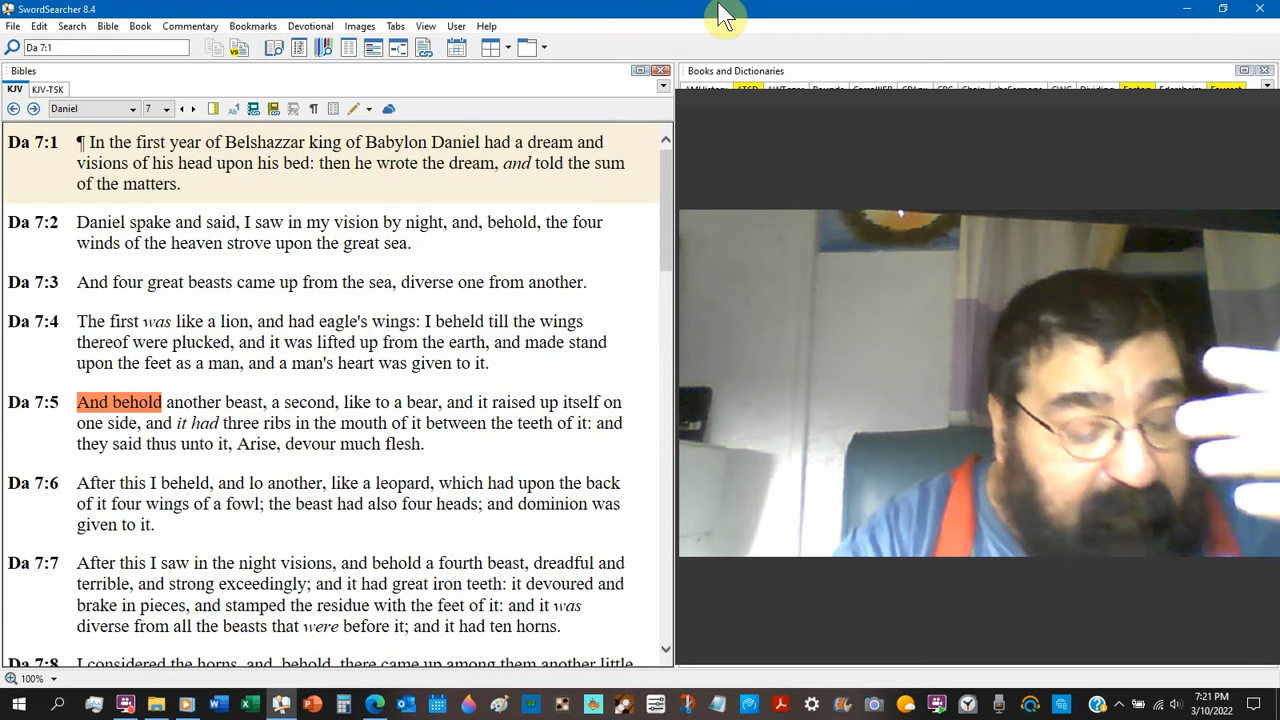 SwordSearcher 8.4
File Edit Search Bible Book Commentary Bookmarks Devotional Images Tabs View User Help
Da 7:1
Bibles
Books and Dictionaries
KJV KJV-TSK
Daniel 7
Da 7:1 ¶ In the first year of Belshazzar king of Babylon Daniel had a dream and
visions of his head upon his bed: then he wrote the dream, and told the sum
of the matters.
Da 7:2 Daniel spake and said, I saw in my vision by night, and, behold, the four
winds of the heaven strove upon the great sea.
Da 7:3 And four great beasts came up from the sea, diverse one from another.
Da 7:4 The first was like a lion, and had eagle's wings: I beheld till the wings
thereof were plucked, and it was lifted up from the earth, and made stand
upon the feet as a man, and a man's heart was given to it.
Da 7:5 And behold another beast, a second, like to a bear, and it raised up itself on
one side, and it had three ribs in the mouth of it between the teeth of it: and
they said thus unto it, Arise, devour much flesh.
Da 7:6 After this I beheld, and lo another, like a leopard, which had upon the back
of it four wings of a fowl; the beast had also four heads; and dominion was
given to it.
Da 7:7 After this I saw in the night visions, and behold a fourth beast, dreadful and
terrible, and strong exceedingly; and it had great iron teeth: it devoured and
brake in pieces, and stamped the residue with the feet of it: and it was
diverse from all the beasts that were before it; and it had ten horns.
Da 7:8 I considered the horns, and, behold, there came up among them another little
100%
7:21 PM
3/10/2022